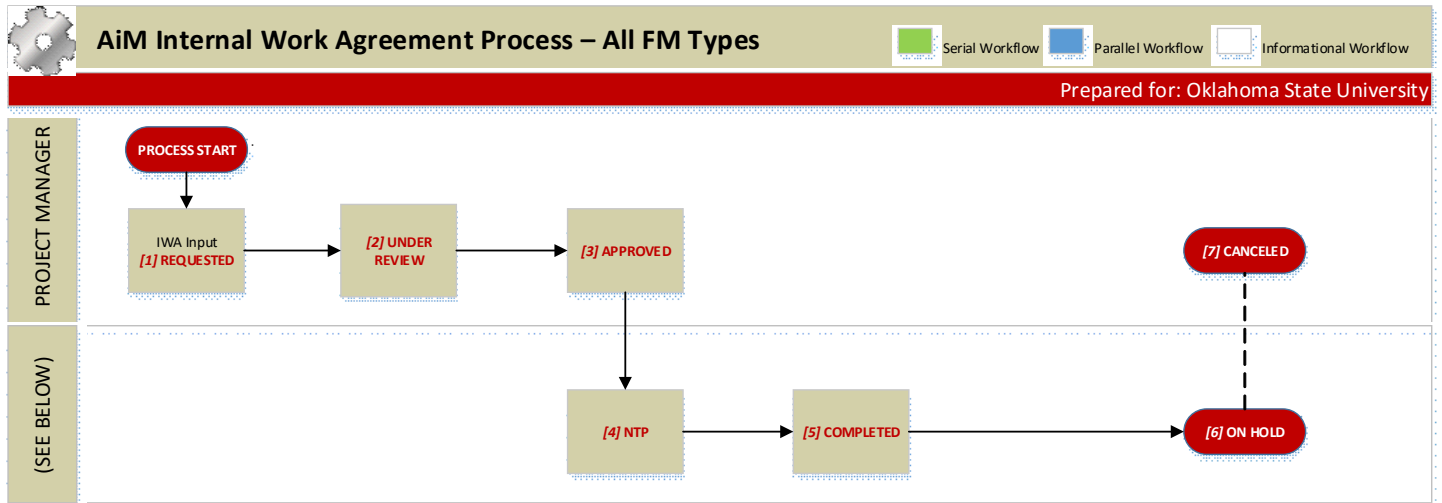 AiM Internal Work Agreement Process – All FM Types
Serial Workflow
Parallel Workflow
Informational Workflow
Prepared for: Oklahoma State University
PROJECT MANAGER
PROCESS START
IWA Input
[1] REQUESTED
[2] UNDER
REVIEW
[3] APPROVED
[7] CANCELED
(SEE BELOW)
[4] NTP
[5] COMPLETED
[6] ON HOLD